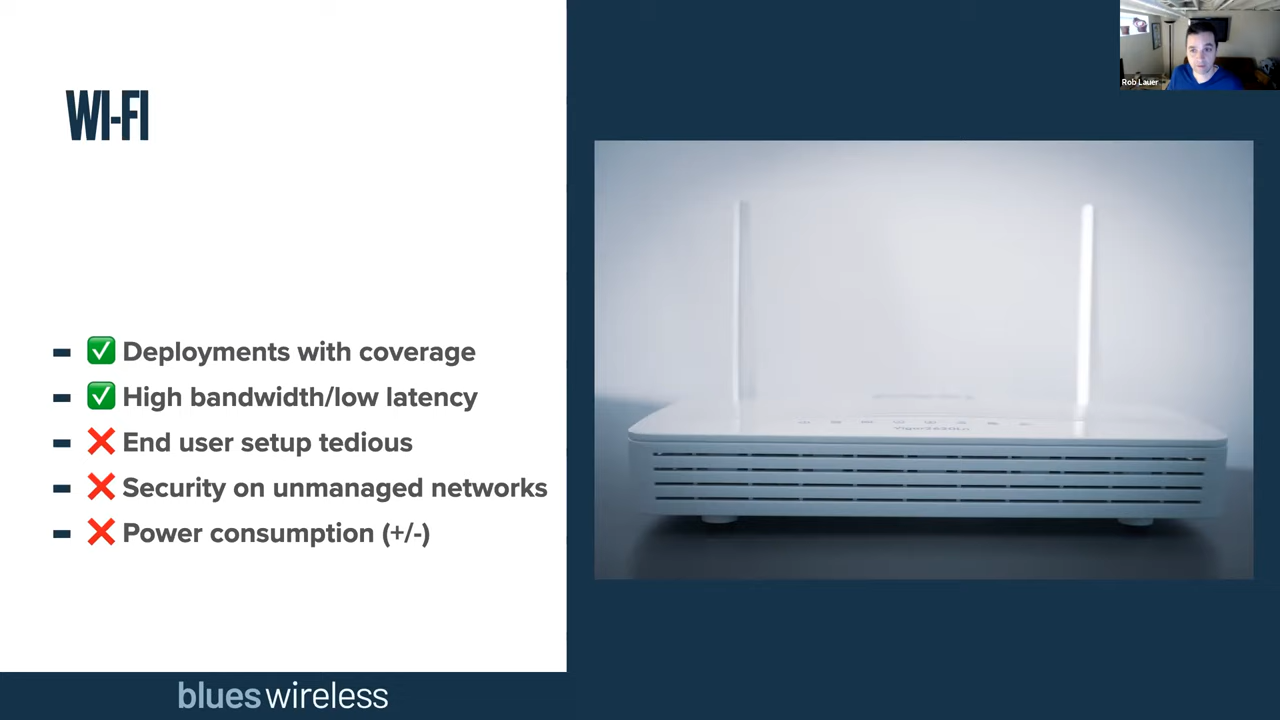 Rob Lauer
WI-FI
✅ Deployments with coverage
✅ High bandwidth/low latency
❌ End user setup tedious
❌ Security on unmanaged networks
❌ Power consumption (+/-)
blues wireless